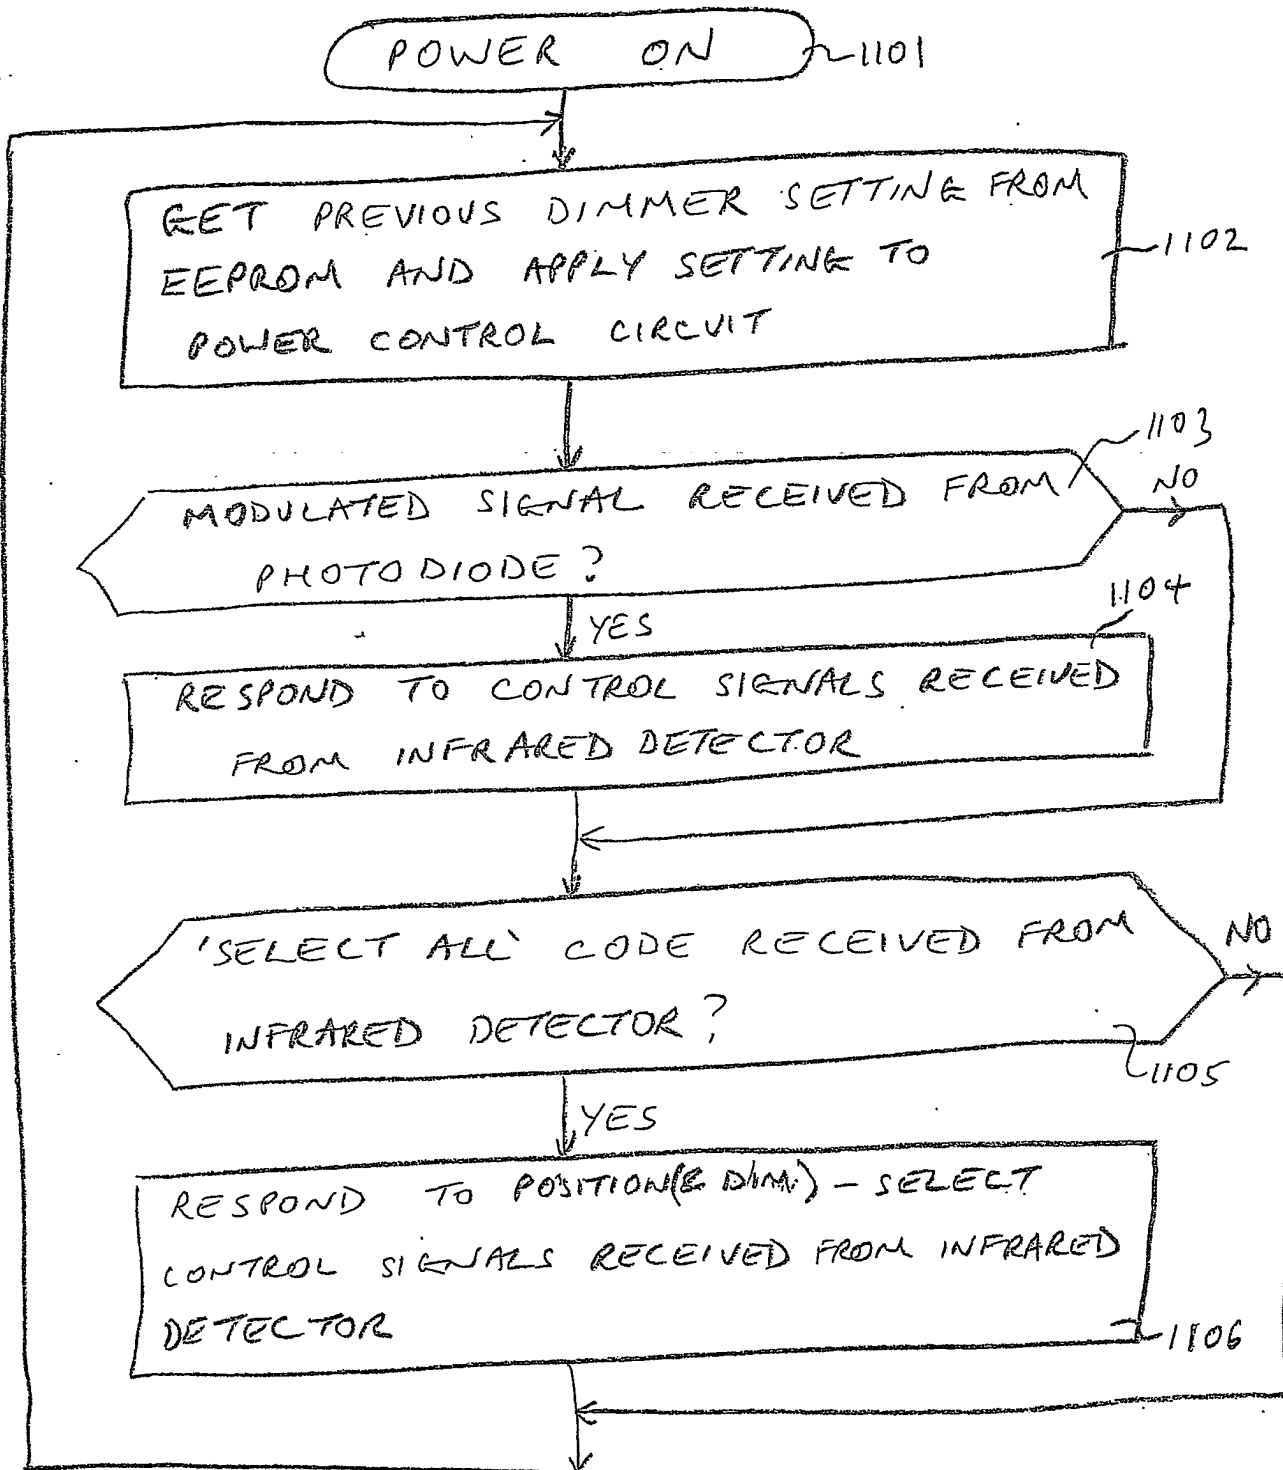 POWER ON
1101
GET PREVIOUS DIMMER SETTING FROM
EEPROM AND APPLY SETTING TO
POWER CONTROL CIRCUIT
1102
1103
MODULATED SIGNAL RECEIVED FROM
PHOTODIODE?
NO
YES
1104
RESPOND TO CONTROL SIGNALS RECEIVED
FROM INFRARED DETECTOR
'SELECT ALL' CODE RECEIVED FROM
INFRARED DETECTOR?
NO
1105
YES
RESPOND TO POSITION(& DIM) - SELECT
CONTROL SIGNALS RECEIVED FROM INFRARED
DETECTOR
1106